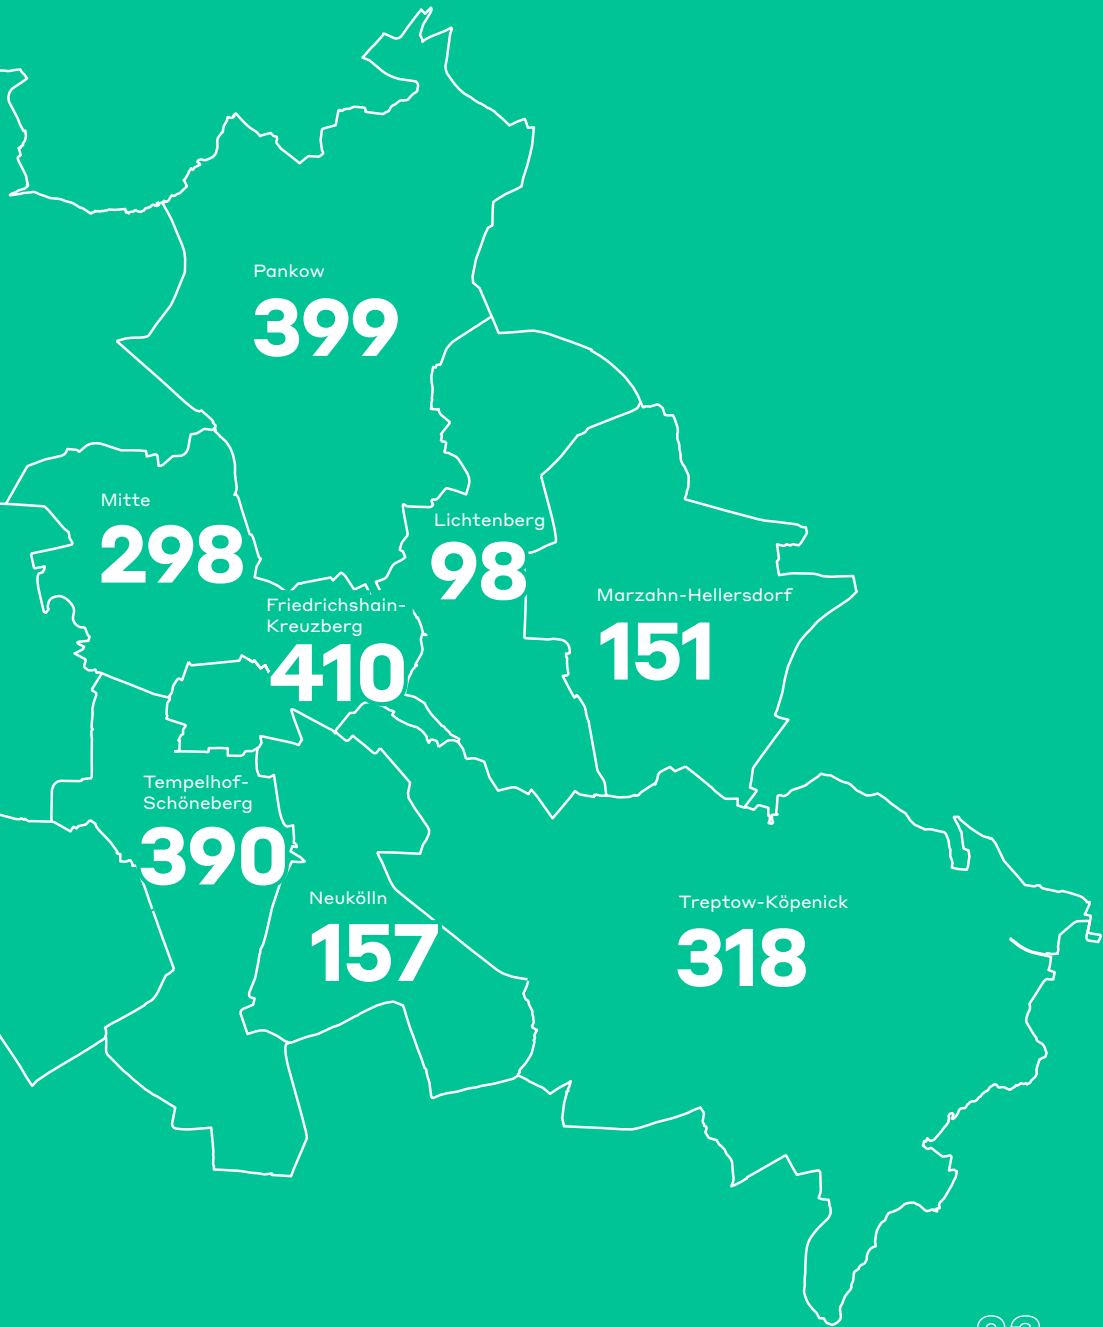 Pankow
399
Mitte
298
Lichtenberg
98
Friedrichshain-
Kreuzberg
410
Marzahn-Hellersdorf
151
Tempelhof-
Schöneberg
390
Neukölln
157
Treptow-Köpenick
318